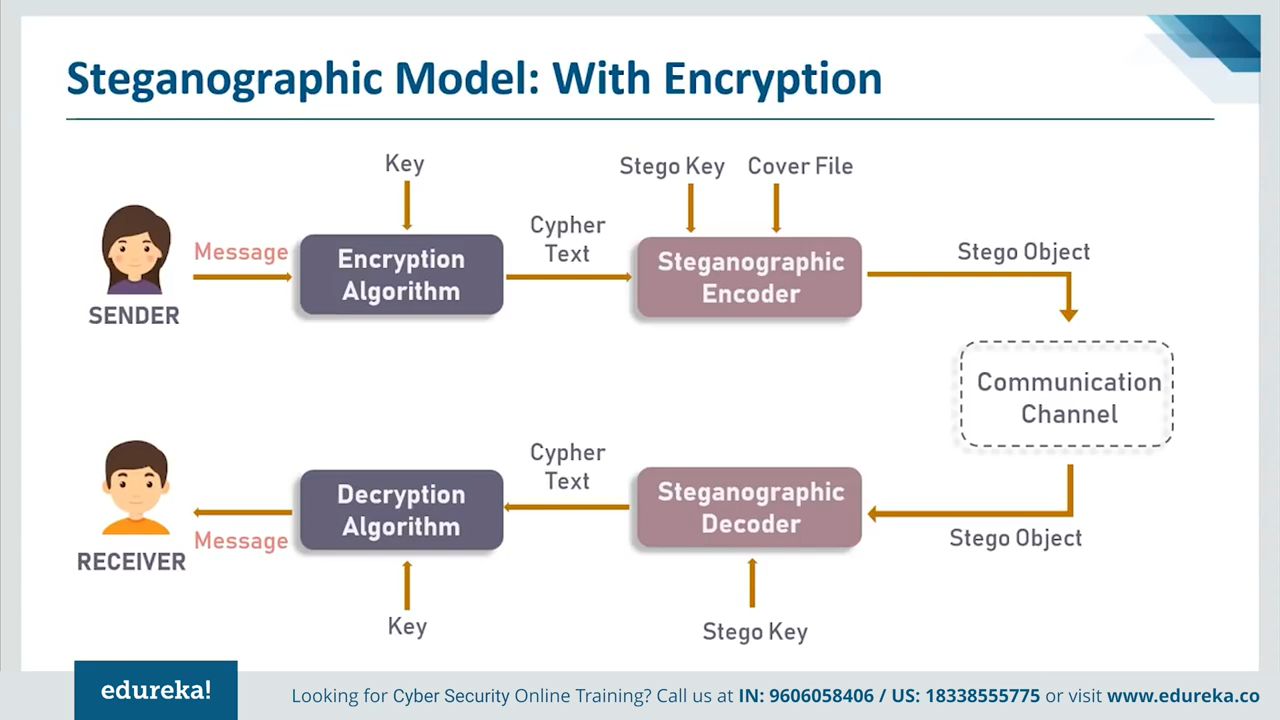 Steganographic Model: With Encryption
Key
Stego Key
Cover File
Message
Encryption
Algorithm
Cypher
Text
Steganographic
Encoder
Stego Object
SENDER
Communication
Channel
Message
Decryption
Algorithm
Cypher
Text
Steganographic
Decoder
Stego Object
RECEIVER
Key
Stego Key
edureka!
Looking for Cyber Security Online Training? Call us at IN: 9606058406 / US: 18338555775 or visit www.edureka.co